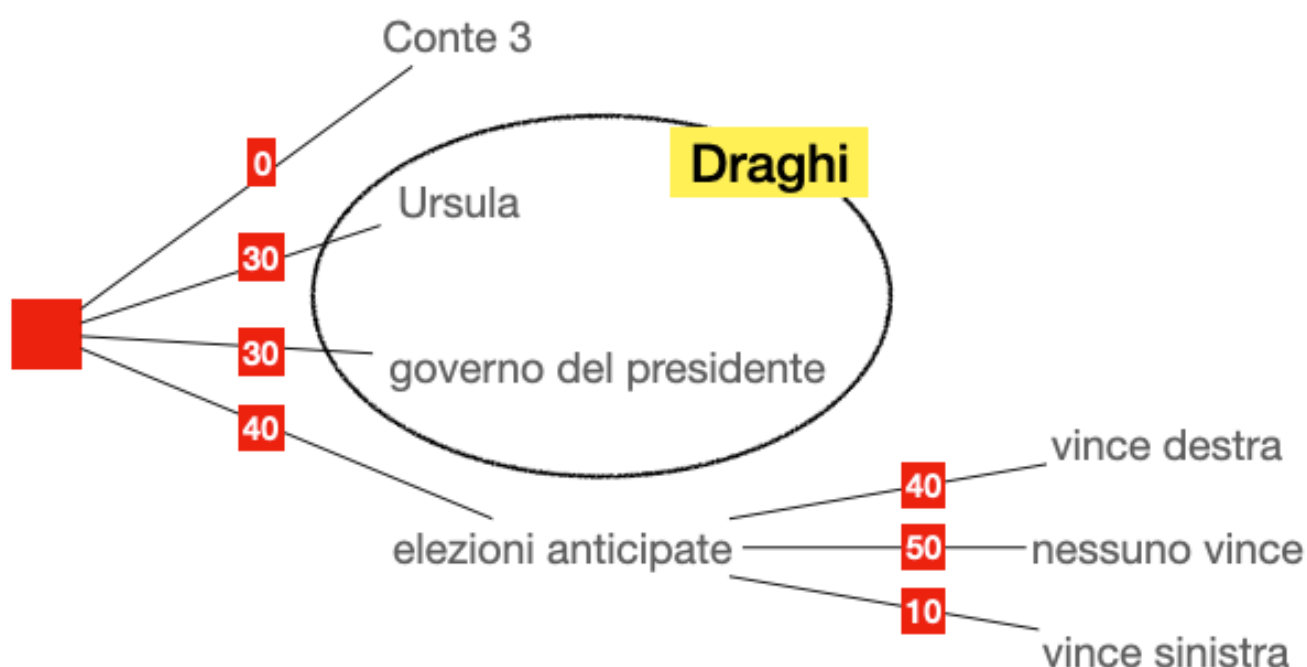 Conte 3
0
Draghi
Ursula
30
30
governo del presidente
40
vince destra
40
elezioni anticipate
50
nessuno vince
10
vince sinistra